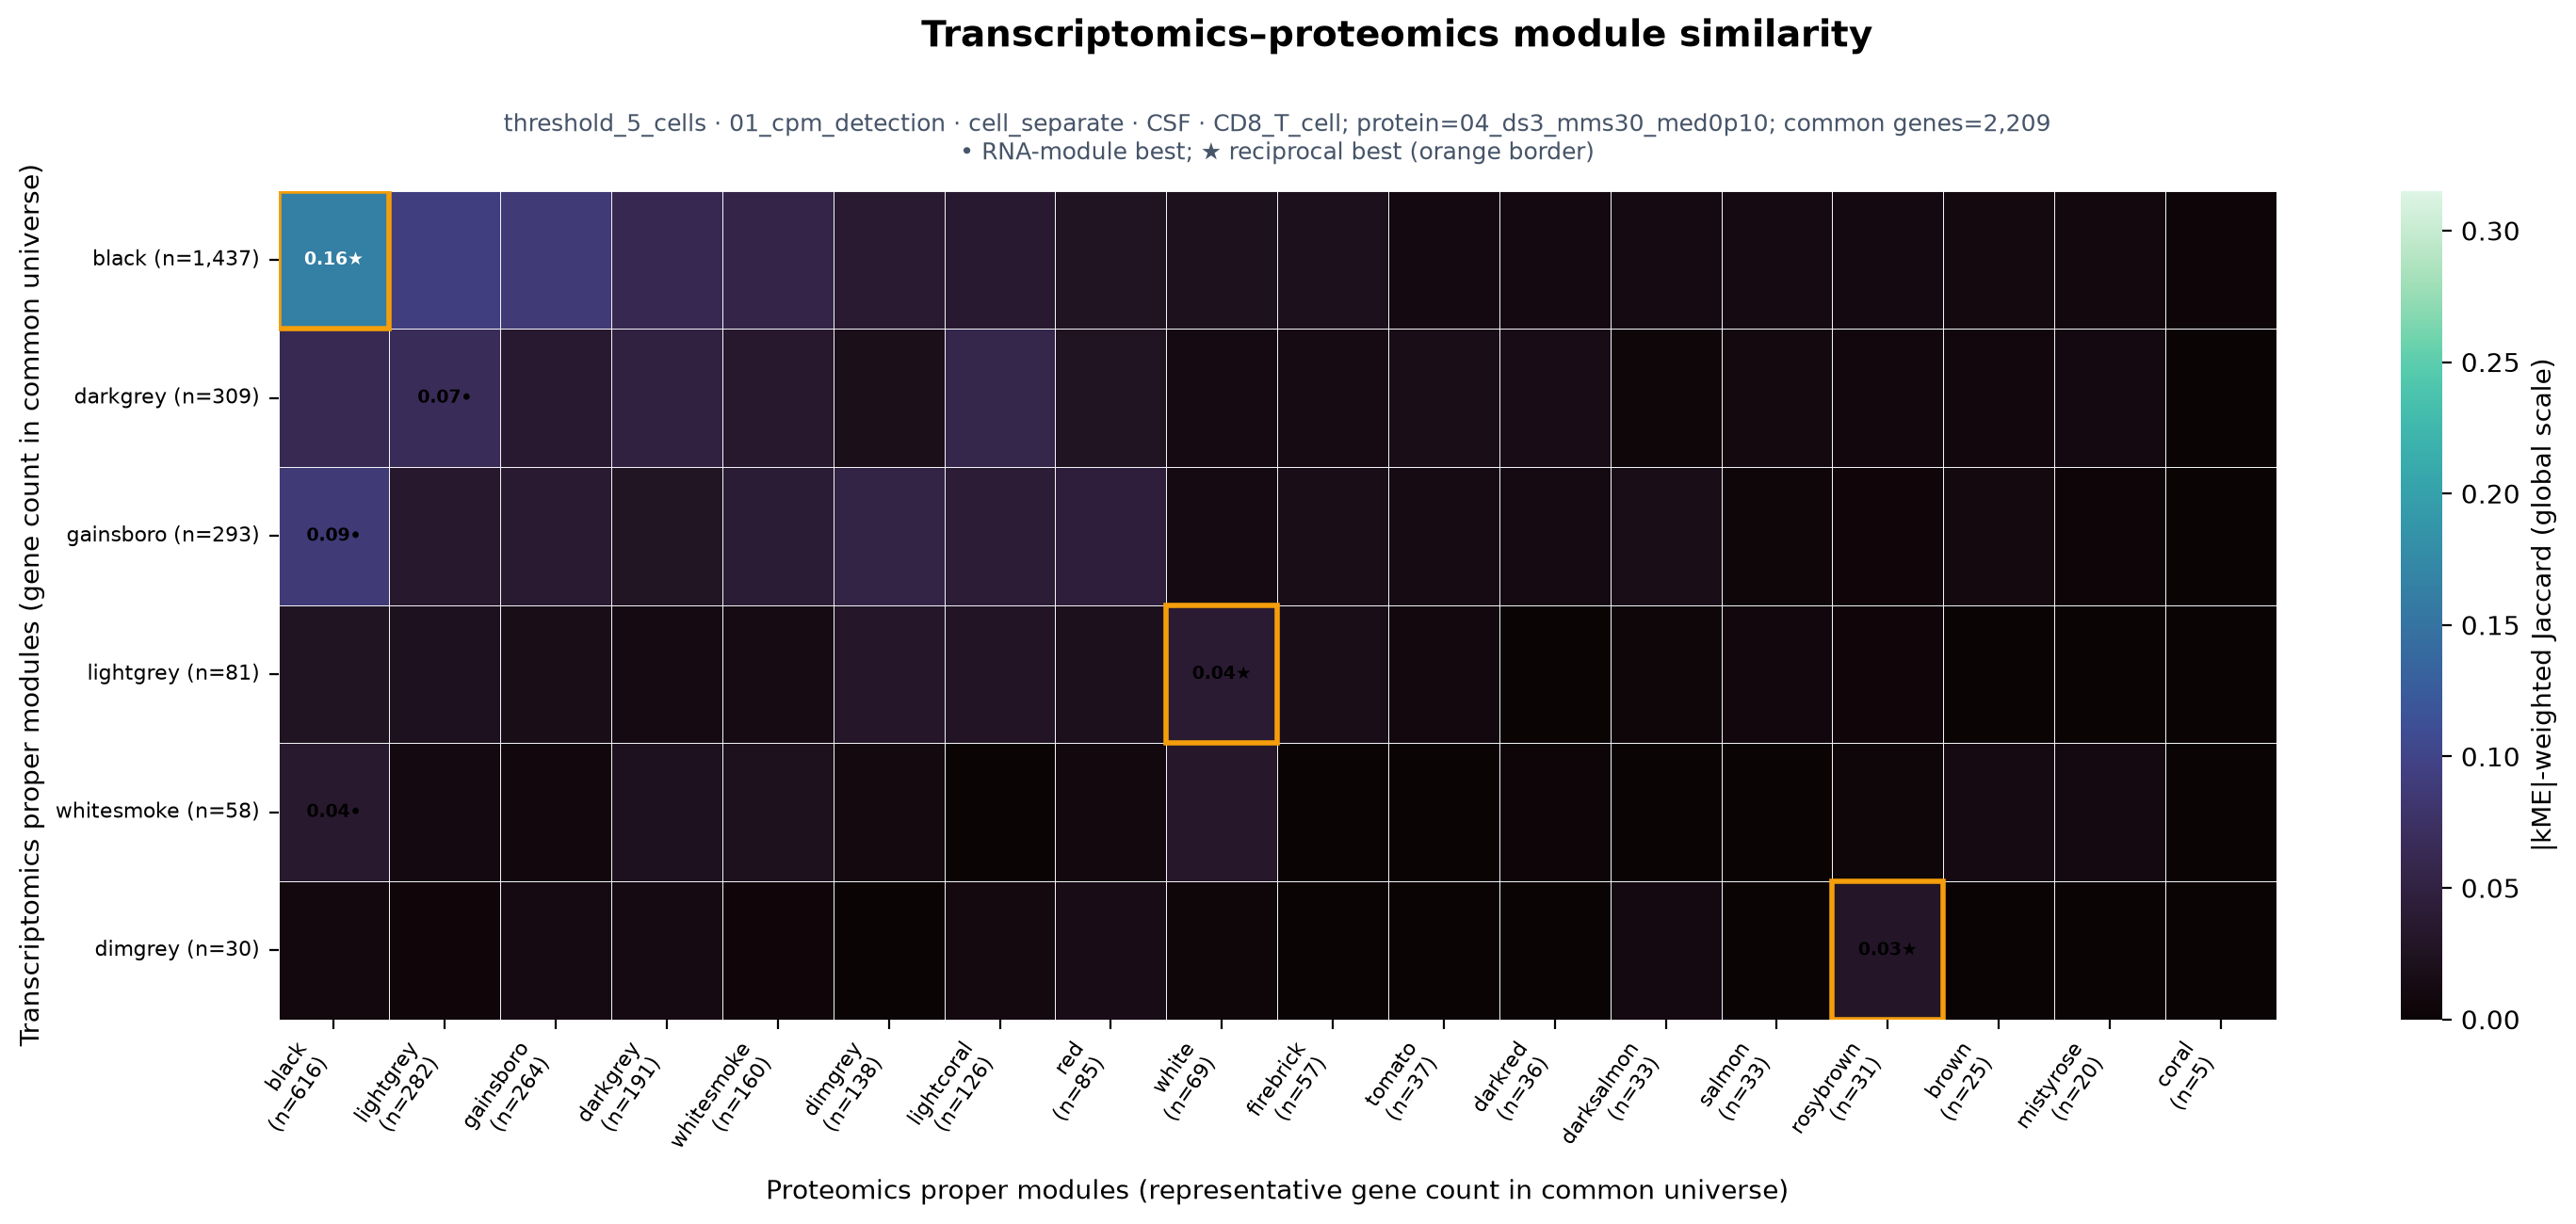 Transcriptomics–proteomics module similarity
threshold_5_cells · 01_cpm_detection · cell_separate · CSF · CD8_T_cell; protein=04_ds3_mms30_med0p10; common genes=2,209
• RNA-module best; ★ reciprocal best (orange border)
Transcriptomics proper modules (gene count in common universe)
black (n=1,437)
darkgrey (n=309)
gainsboro (n=293)
lightgrey (n=81)
whitesmoke (n=58)
dimgrey (n=30)
0.16★
0.07•
0.09•
0.04★
0.04•
0.03★
black
(n=616)
lightgrey
(n=282)
gainsboro
(n=264)
darkgrey
(n=191)
whitesmoke
(n=160)
dimgrey
(n=138)
lightcoral
(n=126)
red
(n=85)
white
(n=69)
firebrick
(n=57)
tomato
(n=37)
darkred
(n=36)
darksalmon
(n=33)
salmon
(n=33)
rosybrown
(n=31)
brown
(n=25)
mistyrose
(n=20)
coral
(n=5)
Proteomics proper modules (representative gene count in common universe)
0.30
0.25
0.20
0.15
0.10
0.05
0.00
|kME|-weighted Jaccard (global scale)